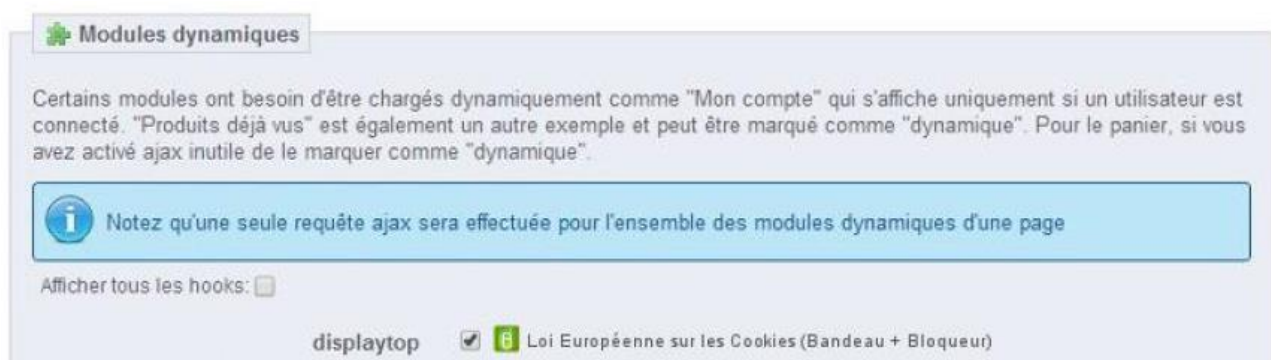 Modules dynamiques
Certains modules ont besoin d'être chargés dynamiquement comme "Mon compte" qui s'affiche uniquement si un utilisateur est
connecté. "Produits déjà vus" est également un autre exemple et peut être marqué comme "dynamique". Pour le panier, si vous
avez activé ajax inutile de le marquer comme "dynamique".
Notez qu'une seule requête ajax sera effectuée pour l'ensemble des modules dynamiques d'une page
Afficher tous les hooks:
displaytop Loi Européenne sur les Cookies (Bandeau + Bloqueur)